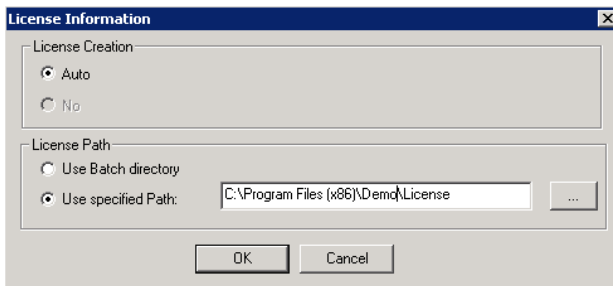 License Information
License Creation
Auto
No
License Path
Use Batch directory
Use specified Path:
C:\Program Files (x86)\Demo\License
...
OK
Cancel